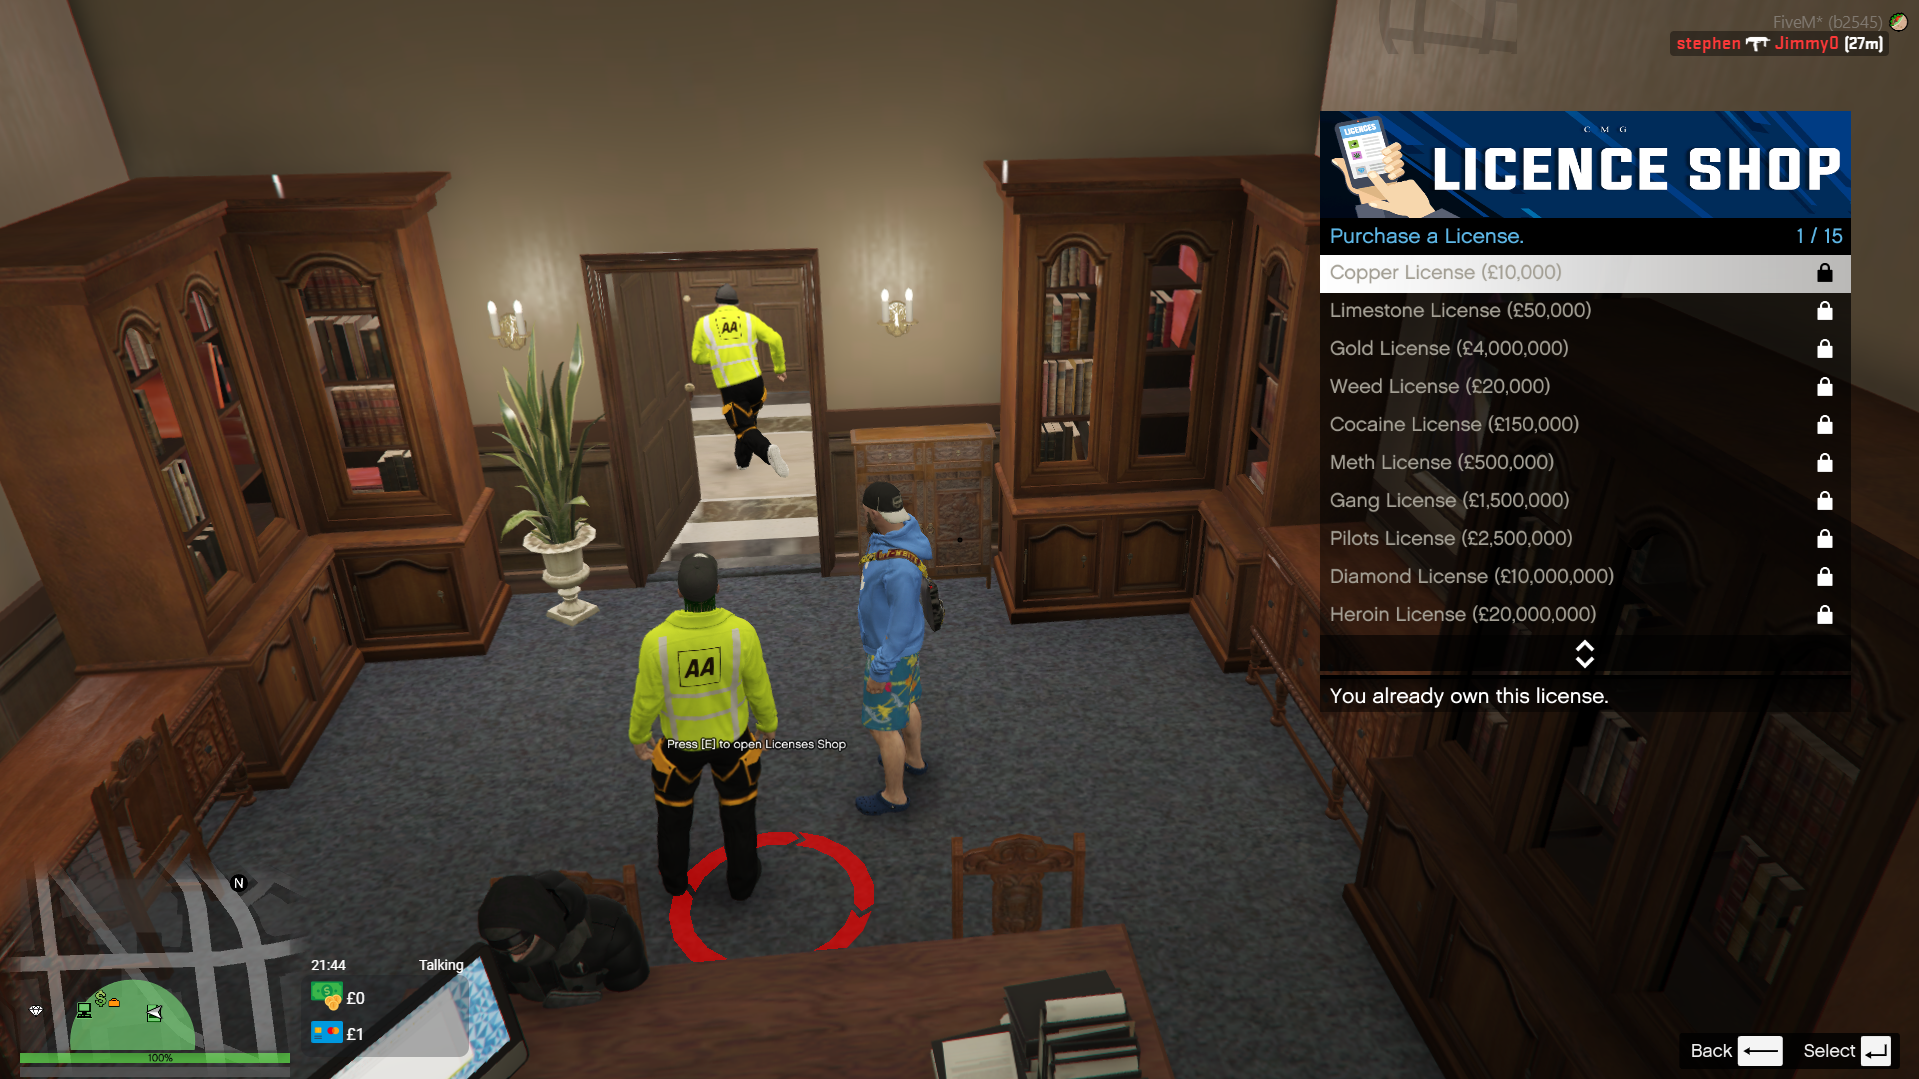 FiveM* (b2545)
stephen JimmyO (27m)
LICENCES
C M G
LICENCE SHOP
Purchase a License. 1 / 15
Copper License (£10,000)
Limestone License (£50,000)
Gold License (£4,000,000)
Weed License (£20,000)
Cocaine License (£150,000)
Meth License (£500,000)
Gang License (£1,500,000)
Pilots License (£2,500,000)
Diamond License (£10,000,000)
Heroin License (£20,000,000)
You already own this license.
AA
AA
Press [E] to open Licenses Shop
N
21:44 Talking
£0
£1
100%
Back Select